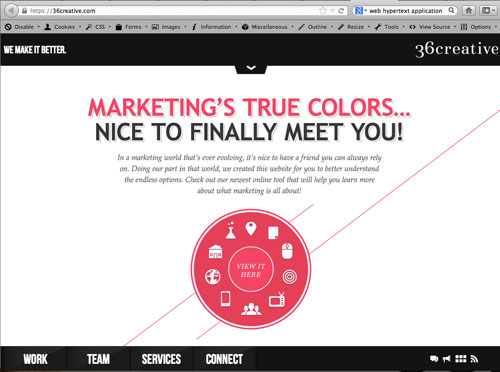 https://36creative.com
web hypertext application
Disable Cookies CSS Forms Images Information Miscellaneous Outline Resize Tools View Source Options
WE MAKE IT BETTER.
36creative
MARKETING'S TRUE COLORS...
NICE TO FINALLY MEET YOU!
In a marketing world that's ever evolving, it's nice to have a friend you can always rely
on. Doing our part in that world, we created this website for you to better understand
the endless options. Check out our newest online tool that will help you learn more
about what marketing is all about!
VIEW IT
HERE
WORK TEAM SERVICES CONNECT